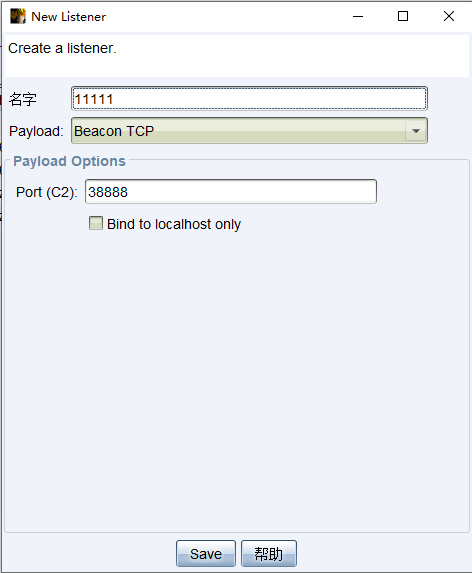 New Listener
Create a listener.
名字 11111
Payload: Beacon TCP
Payload Options
Port (C2): 38888
Bind to localhost only
Save 帮助